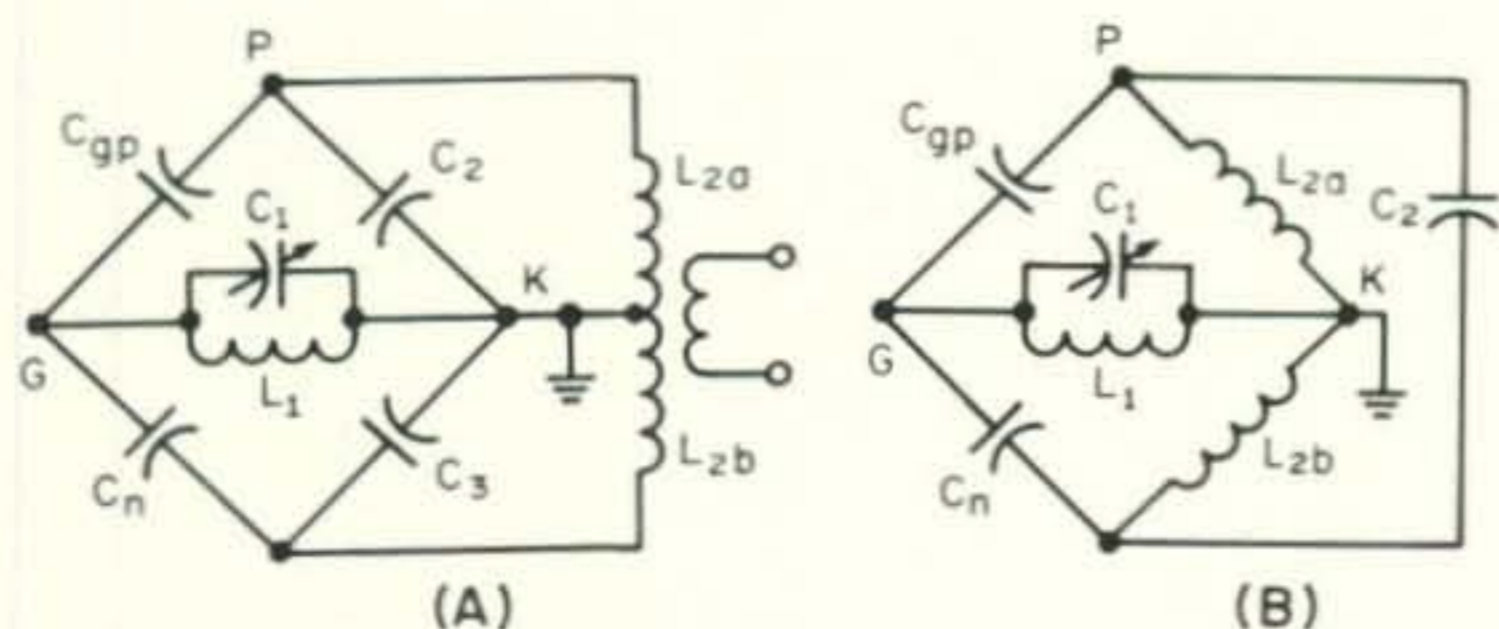 P
C₂
Cgp
L₂a
C₁
K
G
L₁
Cn
C₃
L₂b
(A)
P
Cgp
L₂a
C₂
C₁
K
G
L₁
Cn
L₂b
(B)